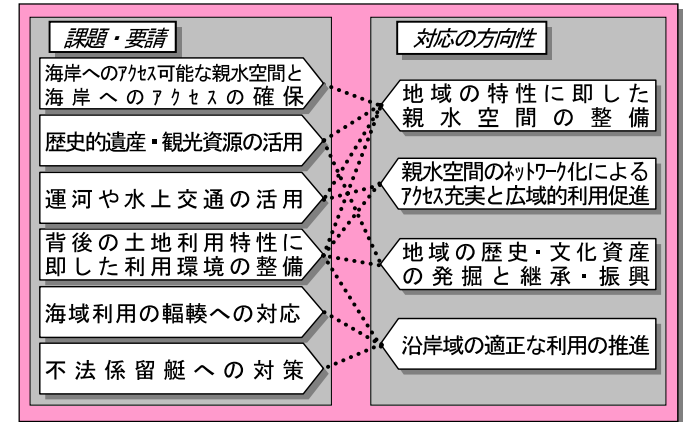 課題・要請
海岸へのアクセス可能な親水空間と
海岸へのアクセスの確保
歴史的遺産・観光資源の活用
運河や水上交通の活用
背後の土地利用特性に
即した利用環境の整備
海域利用の輻輳への対応
不法係留艇への対策
対応の方向性
地域の特性に即した
親水空間の整備
親水空間のネットワーク化による
アクセス充実と広域的利用促進
地域の歴史・文化資産
の発掘と継承・振興
沿岸域の適正な利用の推進